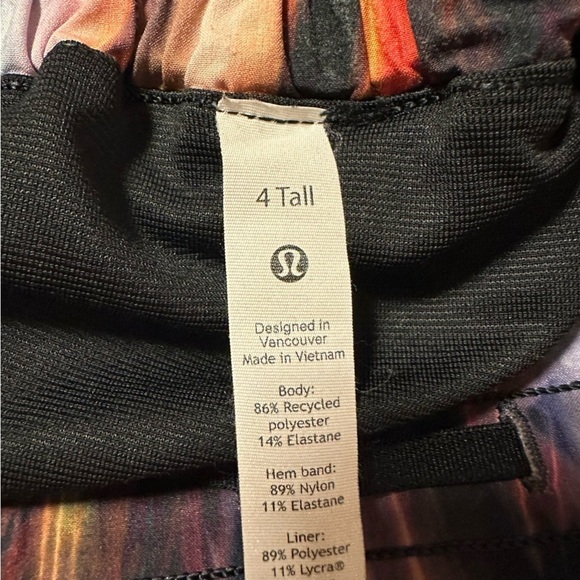 4 Tall
Designed in
Vancouver
Made in Vietnam
Body:
86% Recycled
polyester
14% Elastane
Hem band:
89% Nylon
11% Elastane
Liner:
89% Polyester
11% Lycra®